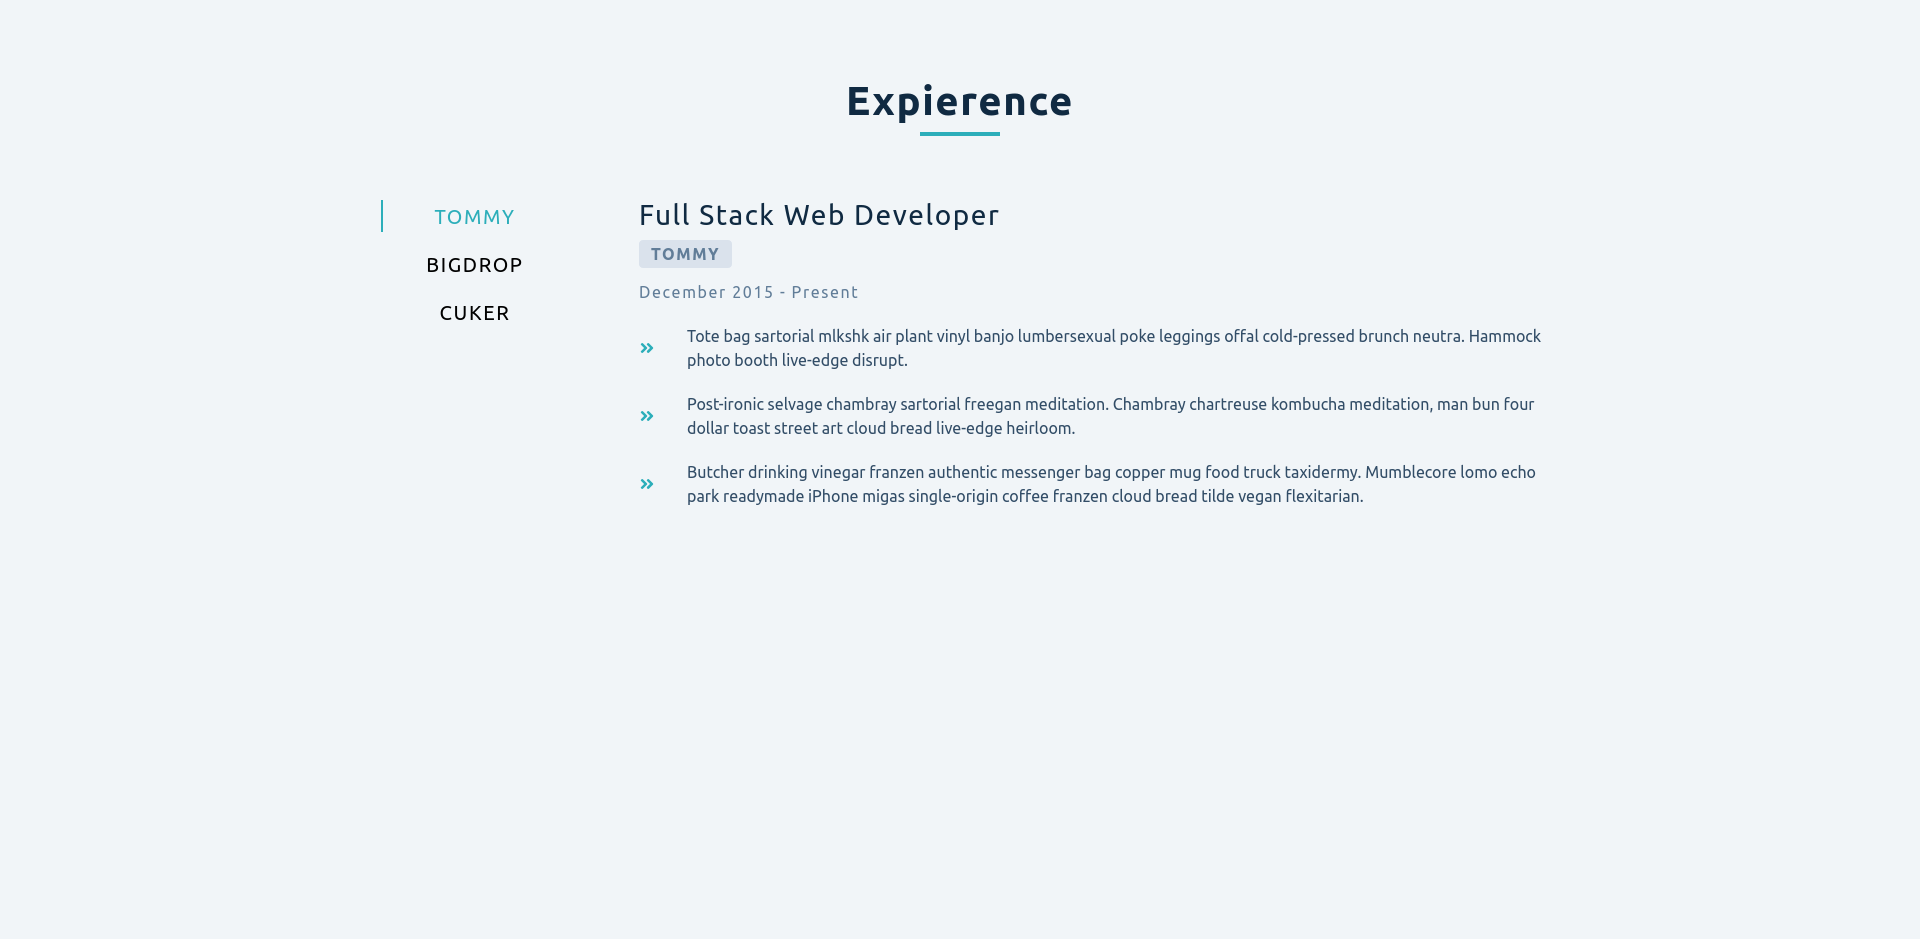 Expierence
TOMMY
BIGDROP
CUKER
Full Stack Web Developer
TOMMY
December 2015 - Present
Tote bag sartorial mlkshk air plant vinyl banjo lumbersexual poke leggings offal cold-pressed brunch neutra. Hammock
photo booth live-edge disrupt.
Post-ironic selvage chambray sartorial freegan meditation. Chambray chartreuse kombucha meditation, man bun four
dollar toast street art cloud bread live-edge heirloom.
Butcher drinking vinegar franzen authentic messenger bag copper mug food truck taxidermy. Mumblecore lomo echo
park readymade iPhone migas single-origin coffee franzen cloud bread tilde vegan flexitarian.